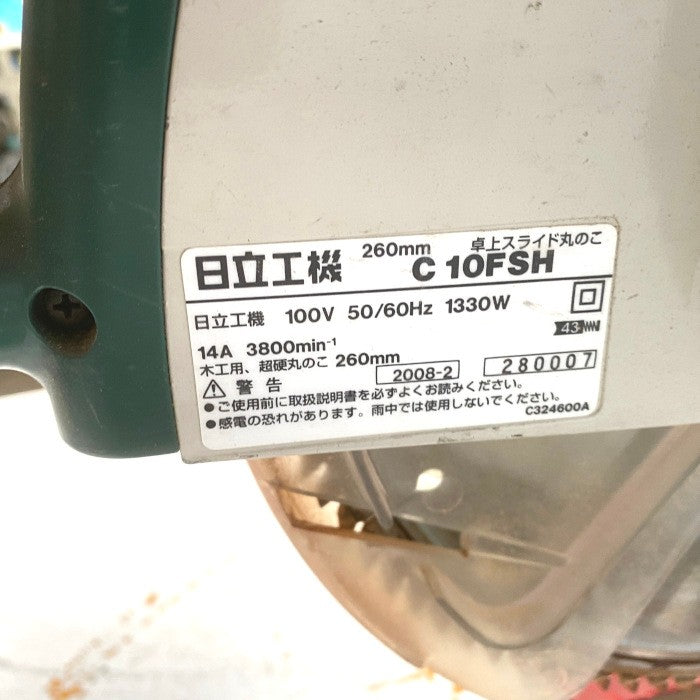 日立工機 260mm C 10FSH 卓上スライド丸のこ
日立工機 100V 50/60Hz 1330W
43
14A 3800min-1
木工用、超硬丸のこ 260mm 2008-2 280007
警告
●ご使用前に取扱説明書を必ずよくお読みください。
●感電の恐れがあります。雨中では使用しないでください。
C324600A